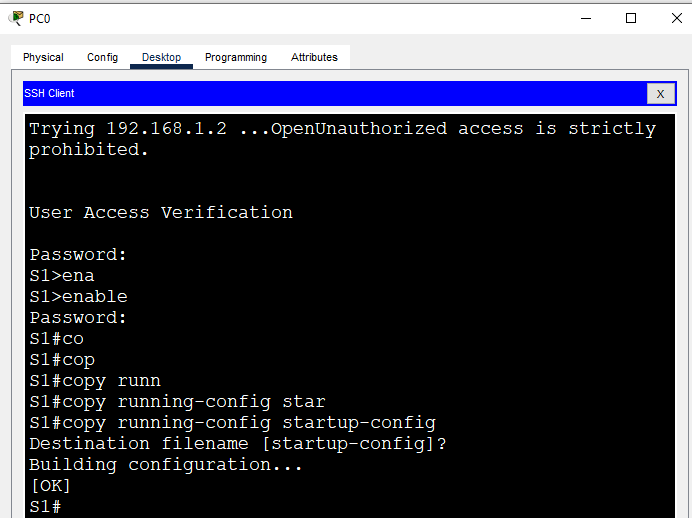 PC0
Physical Config Desktop Programming Attributes
SSH Client X
Trying 192.168.1.2 ...OpenUnauthorized access is strictly
prohibited.
User Access Verification
Password:
S1>ena
S1>enable
Password:
S1#co
S1#cop
S1#copy runn
S1#copy running-config star
S1#copy running-config startup-config
Destination filename [startup-config]?
Building configuration...
[OK]
S1#